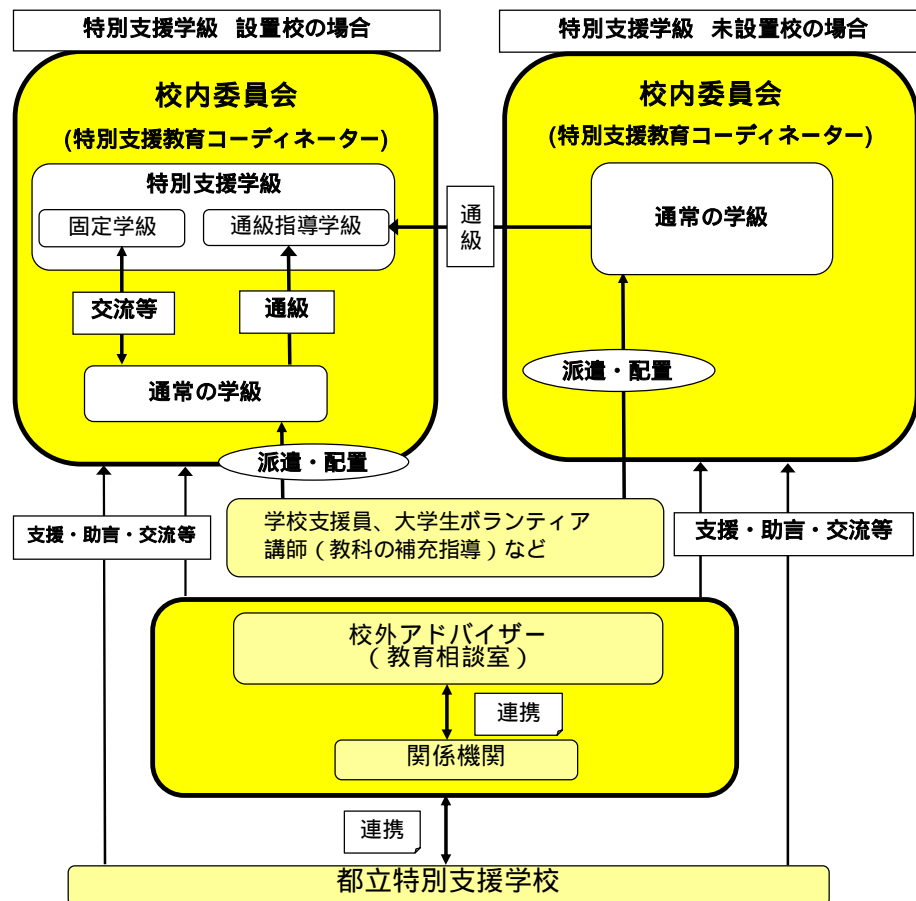 特別支援学級 設置校の場合
特別支援学級 未設置校の場合
校内委員会
(特別支援教育コーディネーター)
特別支援学級
固定学級
通級指導学級
交流等
通級
通常の学級
派遣・配置
通級
校内委員会
(特別支援教育コーディネーター)
通常の学級
派遣・配置
支援・助言・交流等
学校支援員、大学生ボランティア
講師(教科の補充指導)など
支援・助言・交流等
校外アドバイザー
(教育相談室)
連携
関係機関
連携
都立特別支援学校